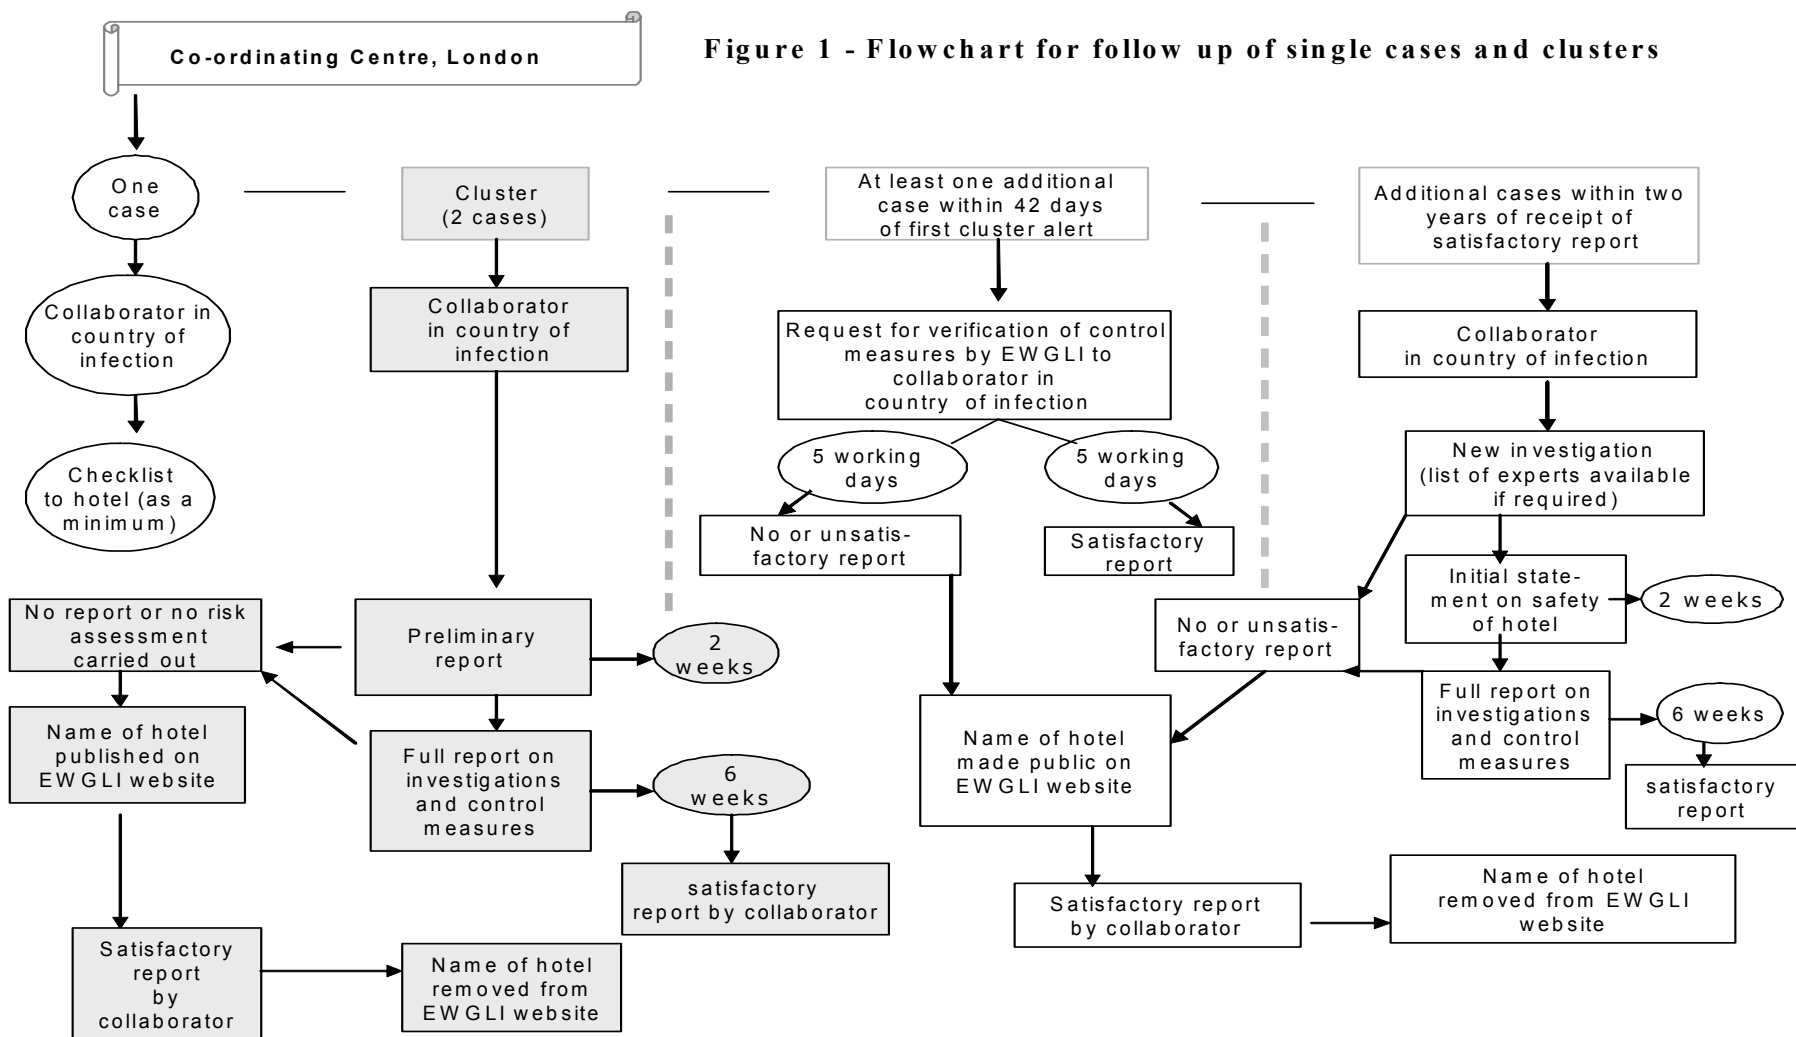 Co-ordinating Centre, London
Figure 1 - Flowchart for follow up of single cases and clusters
One
case
Collaborator in
country of
infection
Checklist
to hotel (as a
minimum)
Cluster
(2 cases)
Collaborator
in country of
infection
Preliminary
report
2
weeks
No report or no risk
assessment
carried out
Name of hotel
published on
EWGLI website
Full report on
investigations
and control
measures
6
weeks
satisfactory
report by collaborator
Satisfactory
report
by
collaborator
Name of hotel
removed from
EWGLI website
At least one additional
case within 42 days
of first cluster alert
Request for verification of control
measures by EWGLI to
collaborator in
country of infection
5 working
days
5 working
days
No or unsatis-
factory report
Satisfactory
report
Name of hotel
made public on
EWGLI website
Satisfactory report
by collaborator
Name of hotel
removed from EWGLI
website
Additional cases within two
years of receipt of
satisfactory report
Collaborator
in country of infection
New investigation
(list of experts available
if required)
Initial state-
ment on safety
of hotel
2 weeks
No or unsatis-
factory report
Full report on
investigations
and control
measures
6 weeks
satisfactory
report